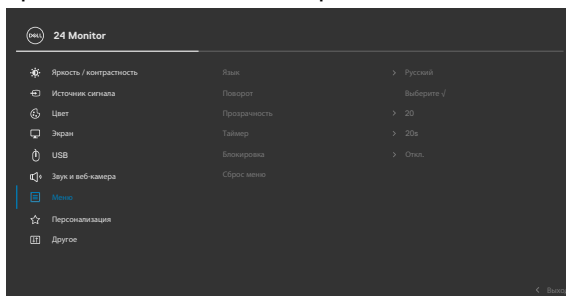 DELL 24 Monitor
Яркость / контрастность
Язык > Русский
Источник сигнала
Поворот Выберите √
Цвет
Прозрачность > 20
Экран
Таймер > 20в
USB
Блокировка > Откл.
Звук и веб-камера
Сброс меню
Меню
Персонализация
Другое
< Выход